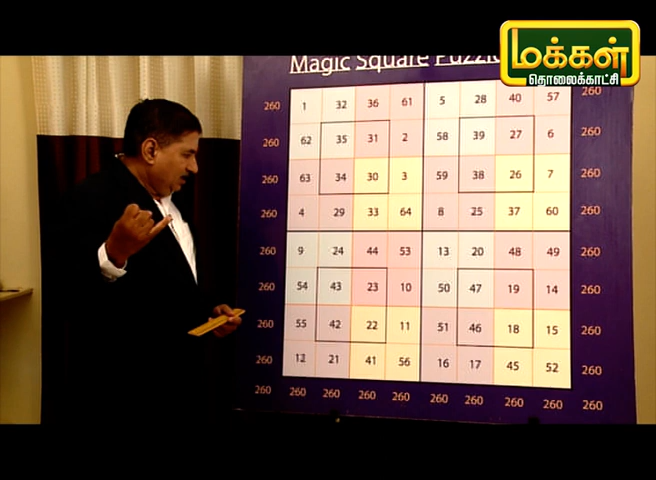 மக்கள்
தொலைக்காட்சி
Magic Square Puzzle
260 1 32 36 61 5 28 40 57 260
260 62 35 31 2 58 39 27 6 260
260 63 34 30 3 59 38 26 7 260
260 4 29 33 64 8 25 37 60 260
260 9 24 44 53 13 20 48 49 260
260 54 43 23 10 50 47 19 14 260
260 55 42 22 11 51 46 18 15 260
260 12 21 41 56 16 17 45 52 260
260 260 260 260 260 260 260 260 260 260